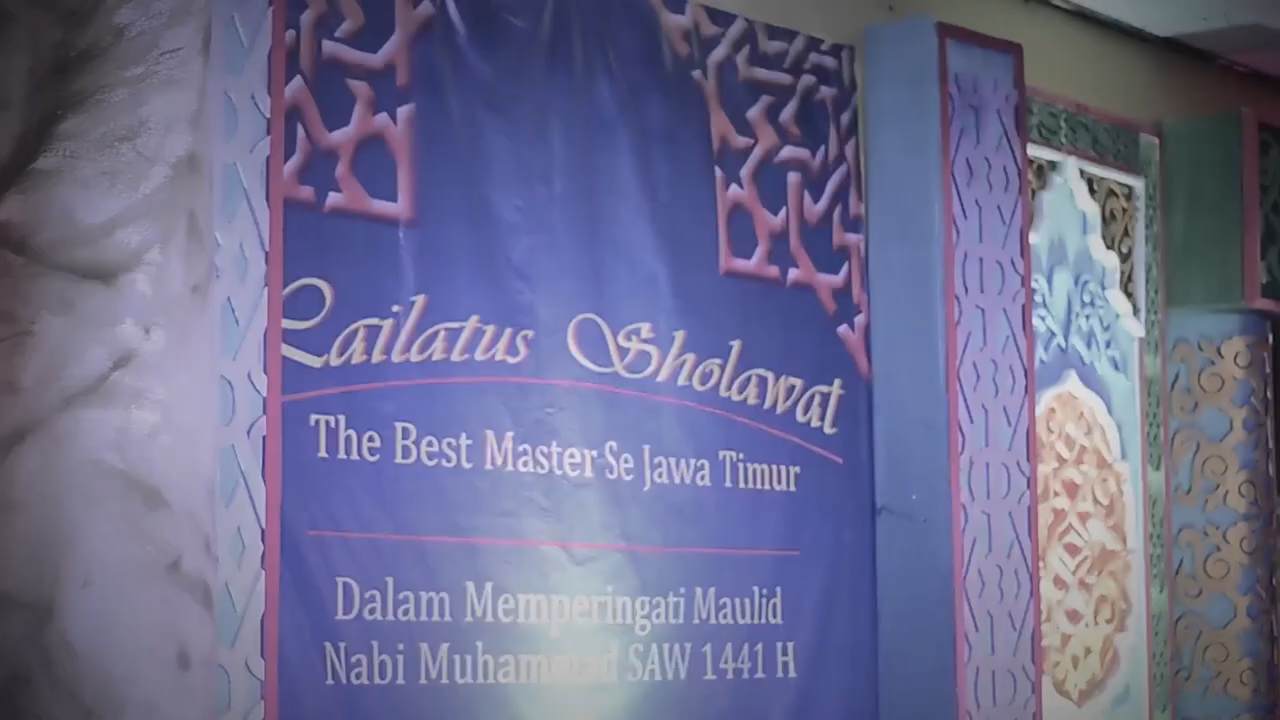 Lailatus Sholawat
The Best Master Se Jawa Timur
Dalam Memperingati Maulid
Nabi Muhammad SAW 1441 H